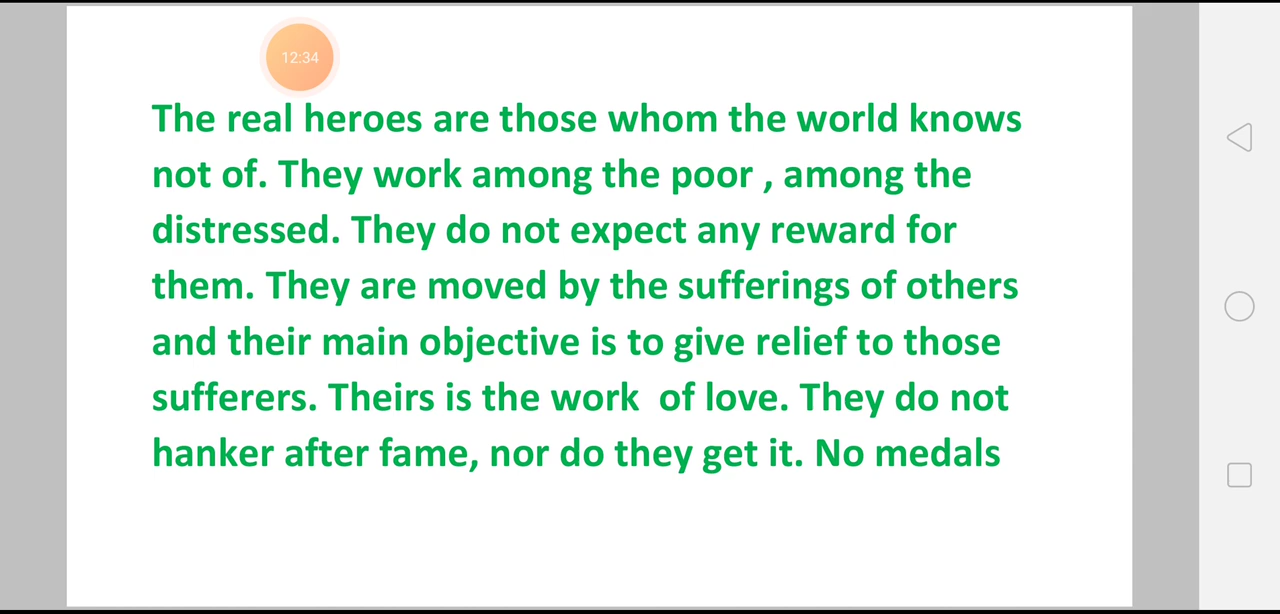 12:34
The real heroes are those whom the world knows
not of. They work among the poor , among the
distressed. They do not expect any reward for
them. They are moved by the sufferings of others
and their main objective is to give relief to those
sufferers. Theirs is the work  of love. They do not
hanker after fame, nor do they get it. No medals